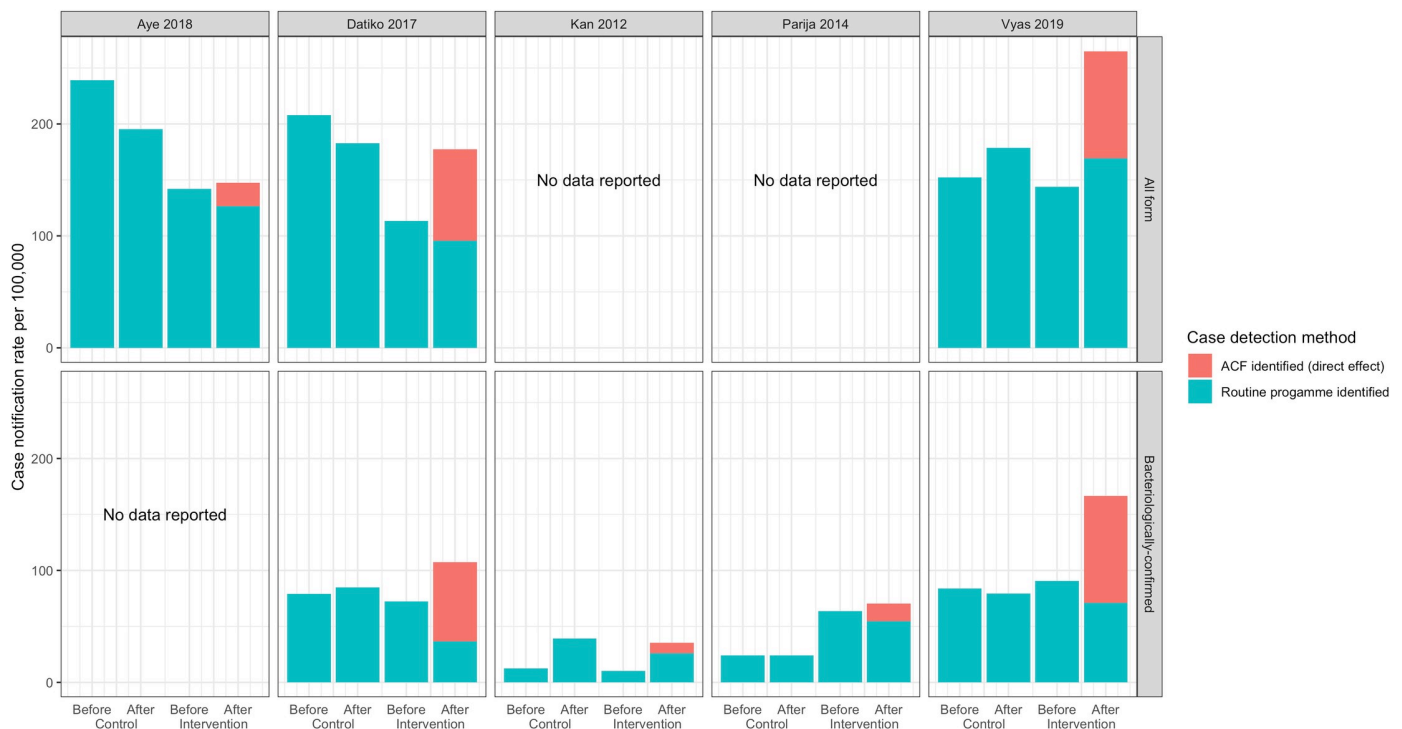 Aye 2018
Datiko 2017
Kan 2012
Parija 2014
Vyas 2019
Case notification rate per 100,000
200
100
0
No data reported
No data reported
All form
200
100
0
No data reported
Bacteriologically-confirmed
Before After Before After
Control Intervention
Before After Before After
Control Intervention
Before After Before After
Control Intervention
Before After Before After
Control Intervention
Before After Before After
Control Intervention
Case detection method
ACF identified (direct effect)
Routine progamme identified